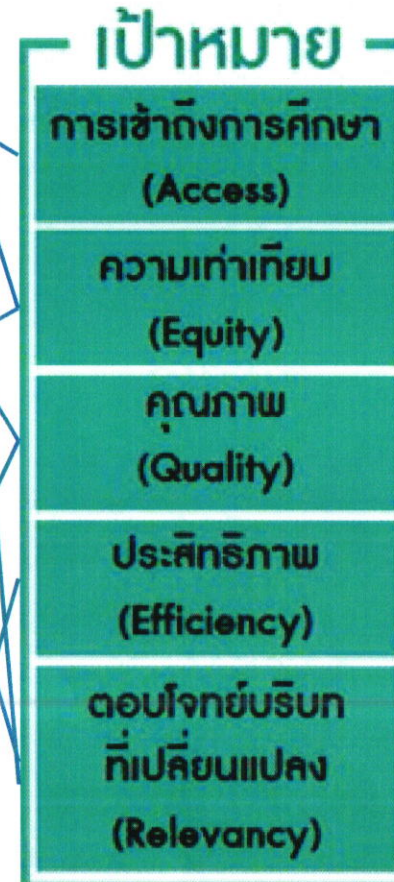 เป้าหมาย
การเข้าถึงการศึกษา
(Access)
ความเท่าเทียม
(Equity)
คุณภาพ
(Quality)
ประสิทธิภาพ
(Efficiency)
ตอบโจทย์บริบท
ที่เปลี่ยนแปลง
(Relevancy)